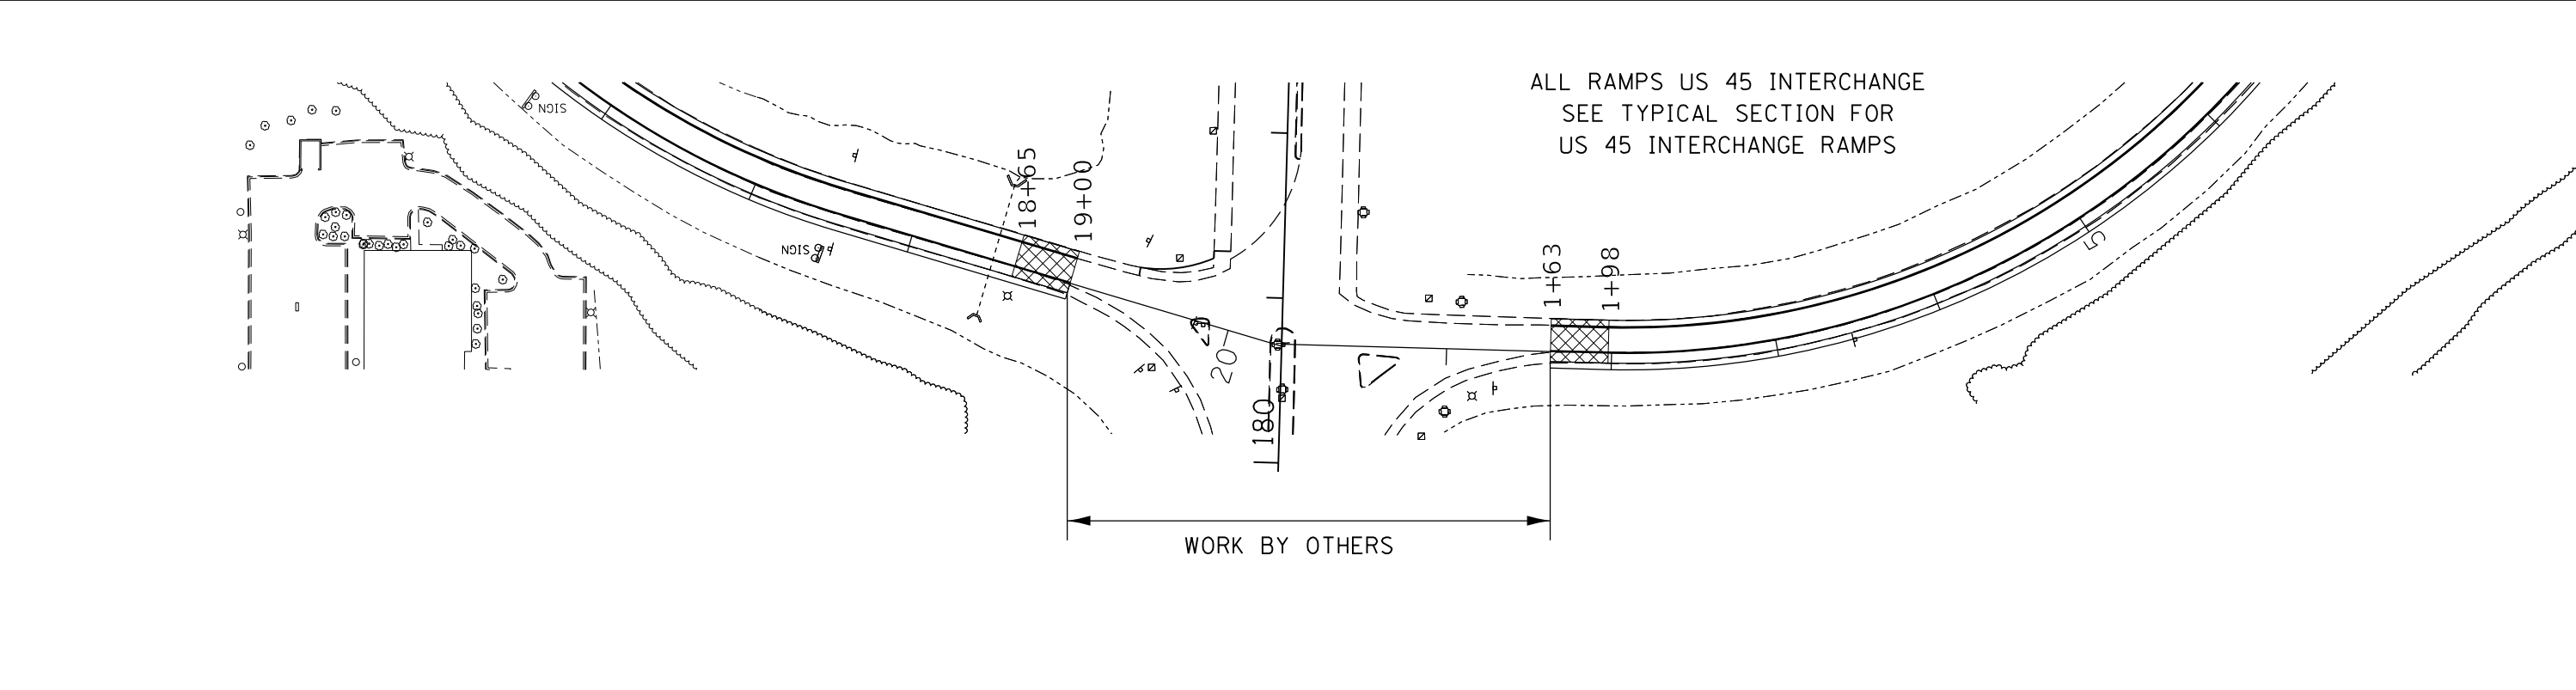 ALL RAMPS US 45 INTERCHANGE
SEE TYPICAL SECTION FOR
US 45 INTERCHANGE RAMPS
SIGN
SIGN
18+65
19+00
1+63
1+98
5
20
180
WORK BY OTHERS